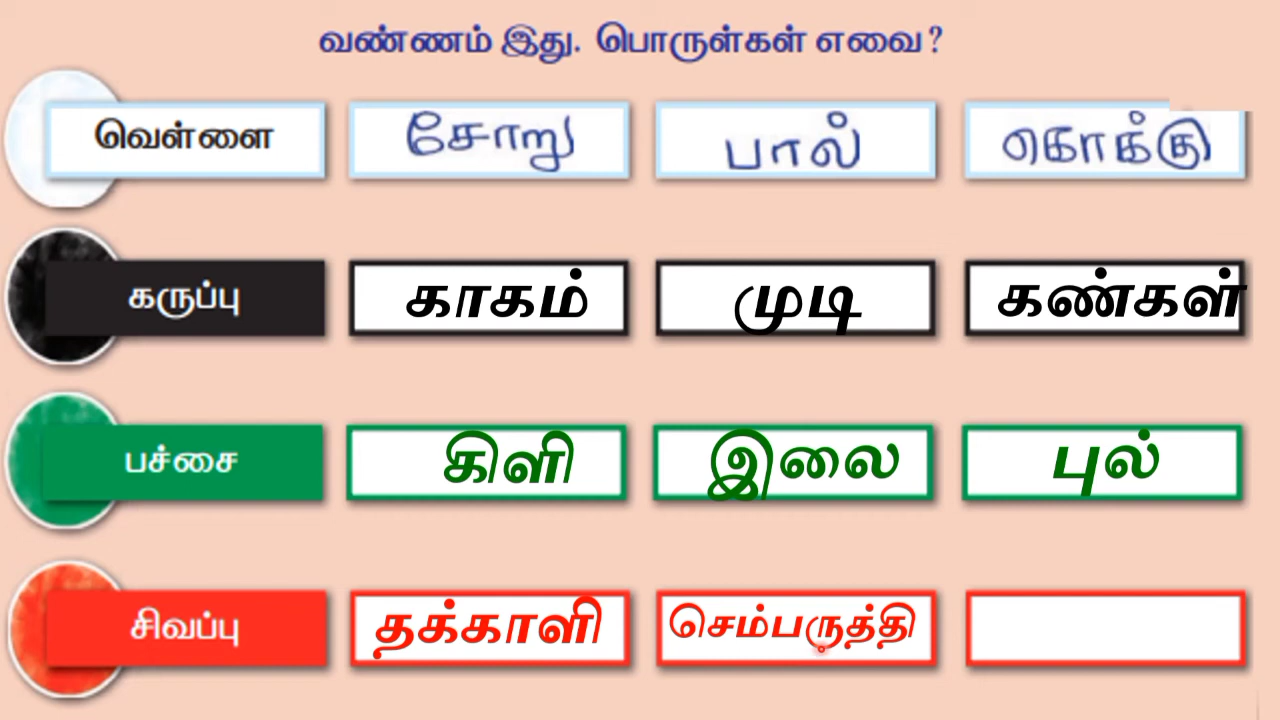 வண்ணம் இது. பொருள்கள் எவை?
வெள்ளை சோறு பால் கொக்கு
கருப்பு காகம் முடி கண்கள்
பச்சை கிளி இலை புல்
சிவப்பு தக்காளி செம்பருத்தி